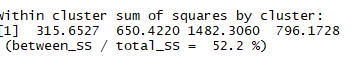 within cluster sum of squares by cluster:
[1]  315.6527  650.4220 1482.3060  796.1728
 (between_SS / total_SS =  52.2 %)